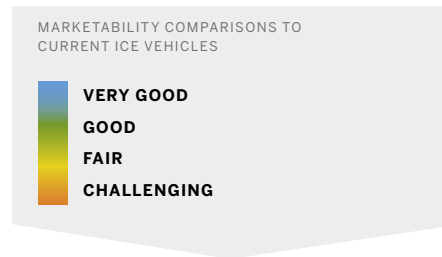 MARKETABILITY COMPARISONS TO
CURRENT ICE VEHICLES
VERY GOOD
GOOD
FAIR
CHALLENGING